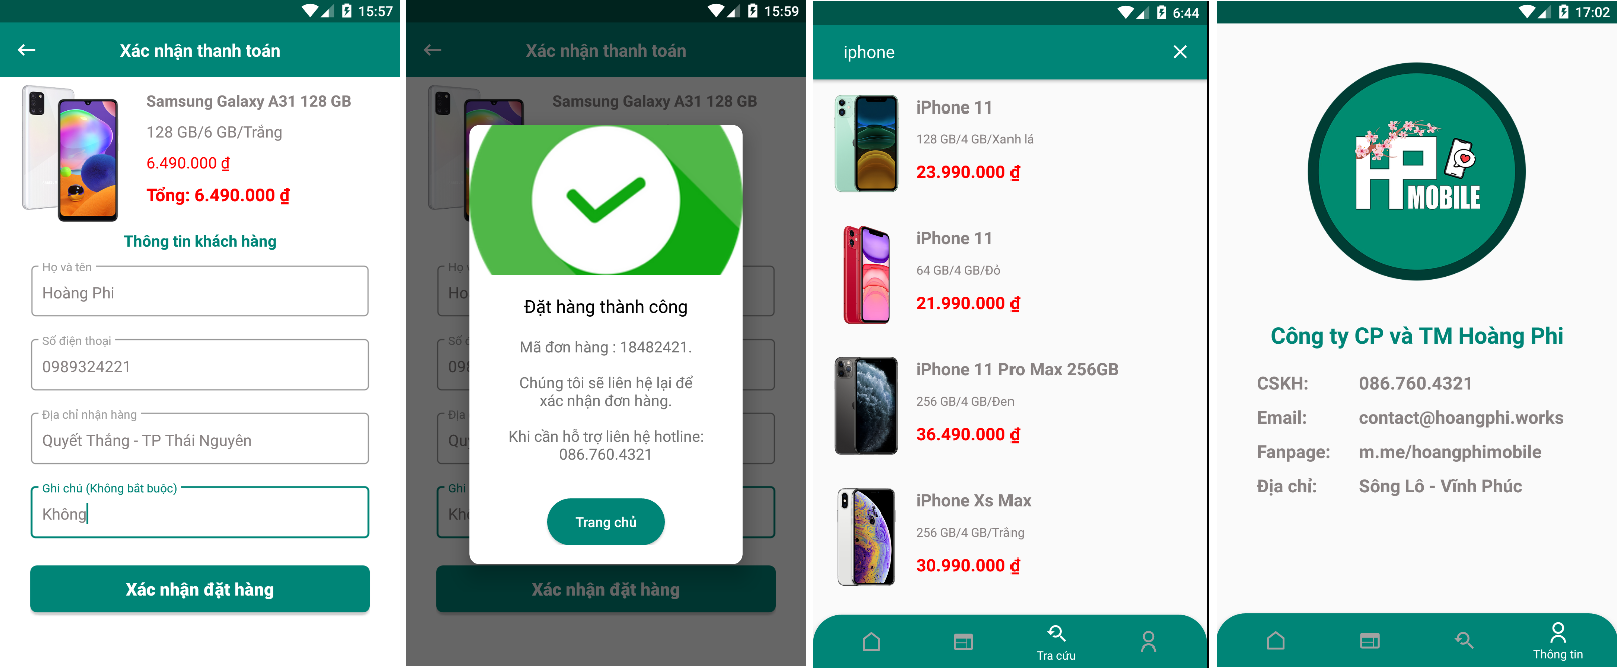 15:57
Xác nhận thanh toán
Samsung Galaxy A31 128 GB
128 GB/6 GB/Trắng
6.490.000 ₫
Tổng: 6.490.000 ₫
Thông tin khách hàng
Họ và tên
Hoàng Phi
Số điện thoại
0989324221
Địa chỉ nhận hàng
Quyết Thắng - TP Thái Nguyên
Ghi chú (Không bắt buộc)
Không
Xác nhận đặt hàng
15:59
Xác nhận thanh toán
Samsung Galaxy A31 128 GB
Đặt hàng thành công
Mã đơn hàng : 18482421.
Chúng tôi sẽ liên hệ lại để
xác nhận đơn hàng.
Khi cần hỗ trợ liên hệ hotline:
086.760.4321
Trang chủ
Xác nhận đặt hàng
6:44
iphone
iPhone 11
128 GB/4 GB/Xanh lá
23.990.000 ₫
iPhone 11
64 GB/4 GB/Đỏ
21.990.000 ₫
iPhone 11 Pro Max 256GB
256 GB/4 GB/Đen
36.490.000 ₫
iPhone Xs Max
256 GB/4 GB/Trắng
30.990.000 ₫
Tra cứu
17:02
HP
MOBILE
Công ty CP và TM Hoàng Phi
CSKH: 086.760.4321
Email: contact@hoangphi.works
Fanpage: m.me/hoangphimobile
Địa chỉ: Sông Lô - Vĩnh Phúc
Thông tin